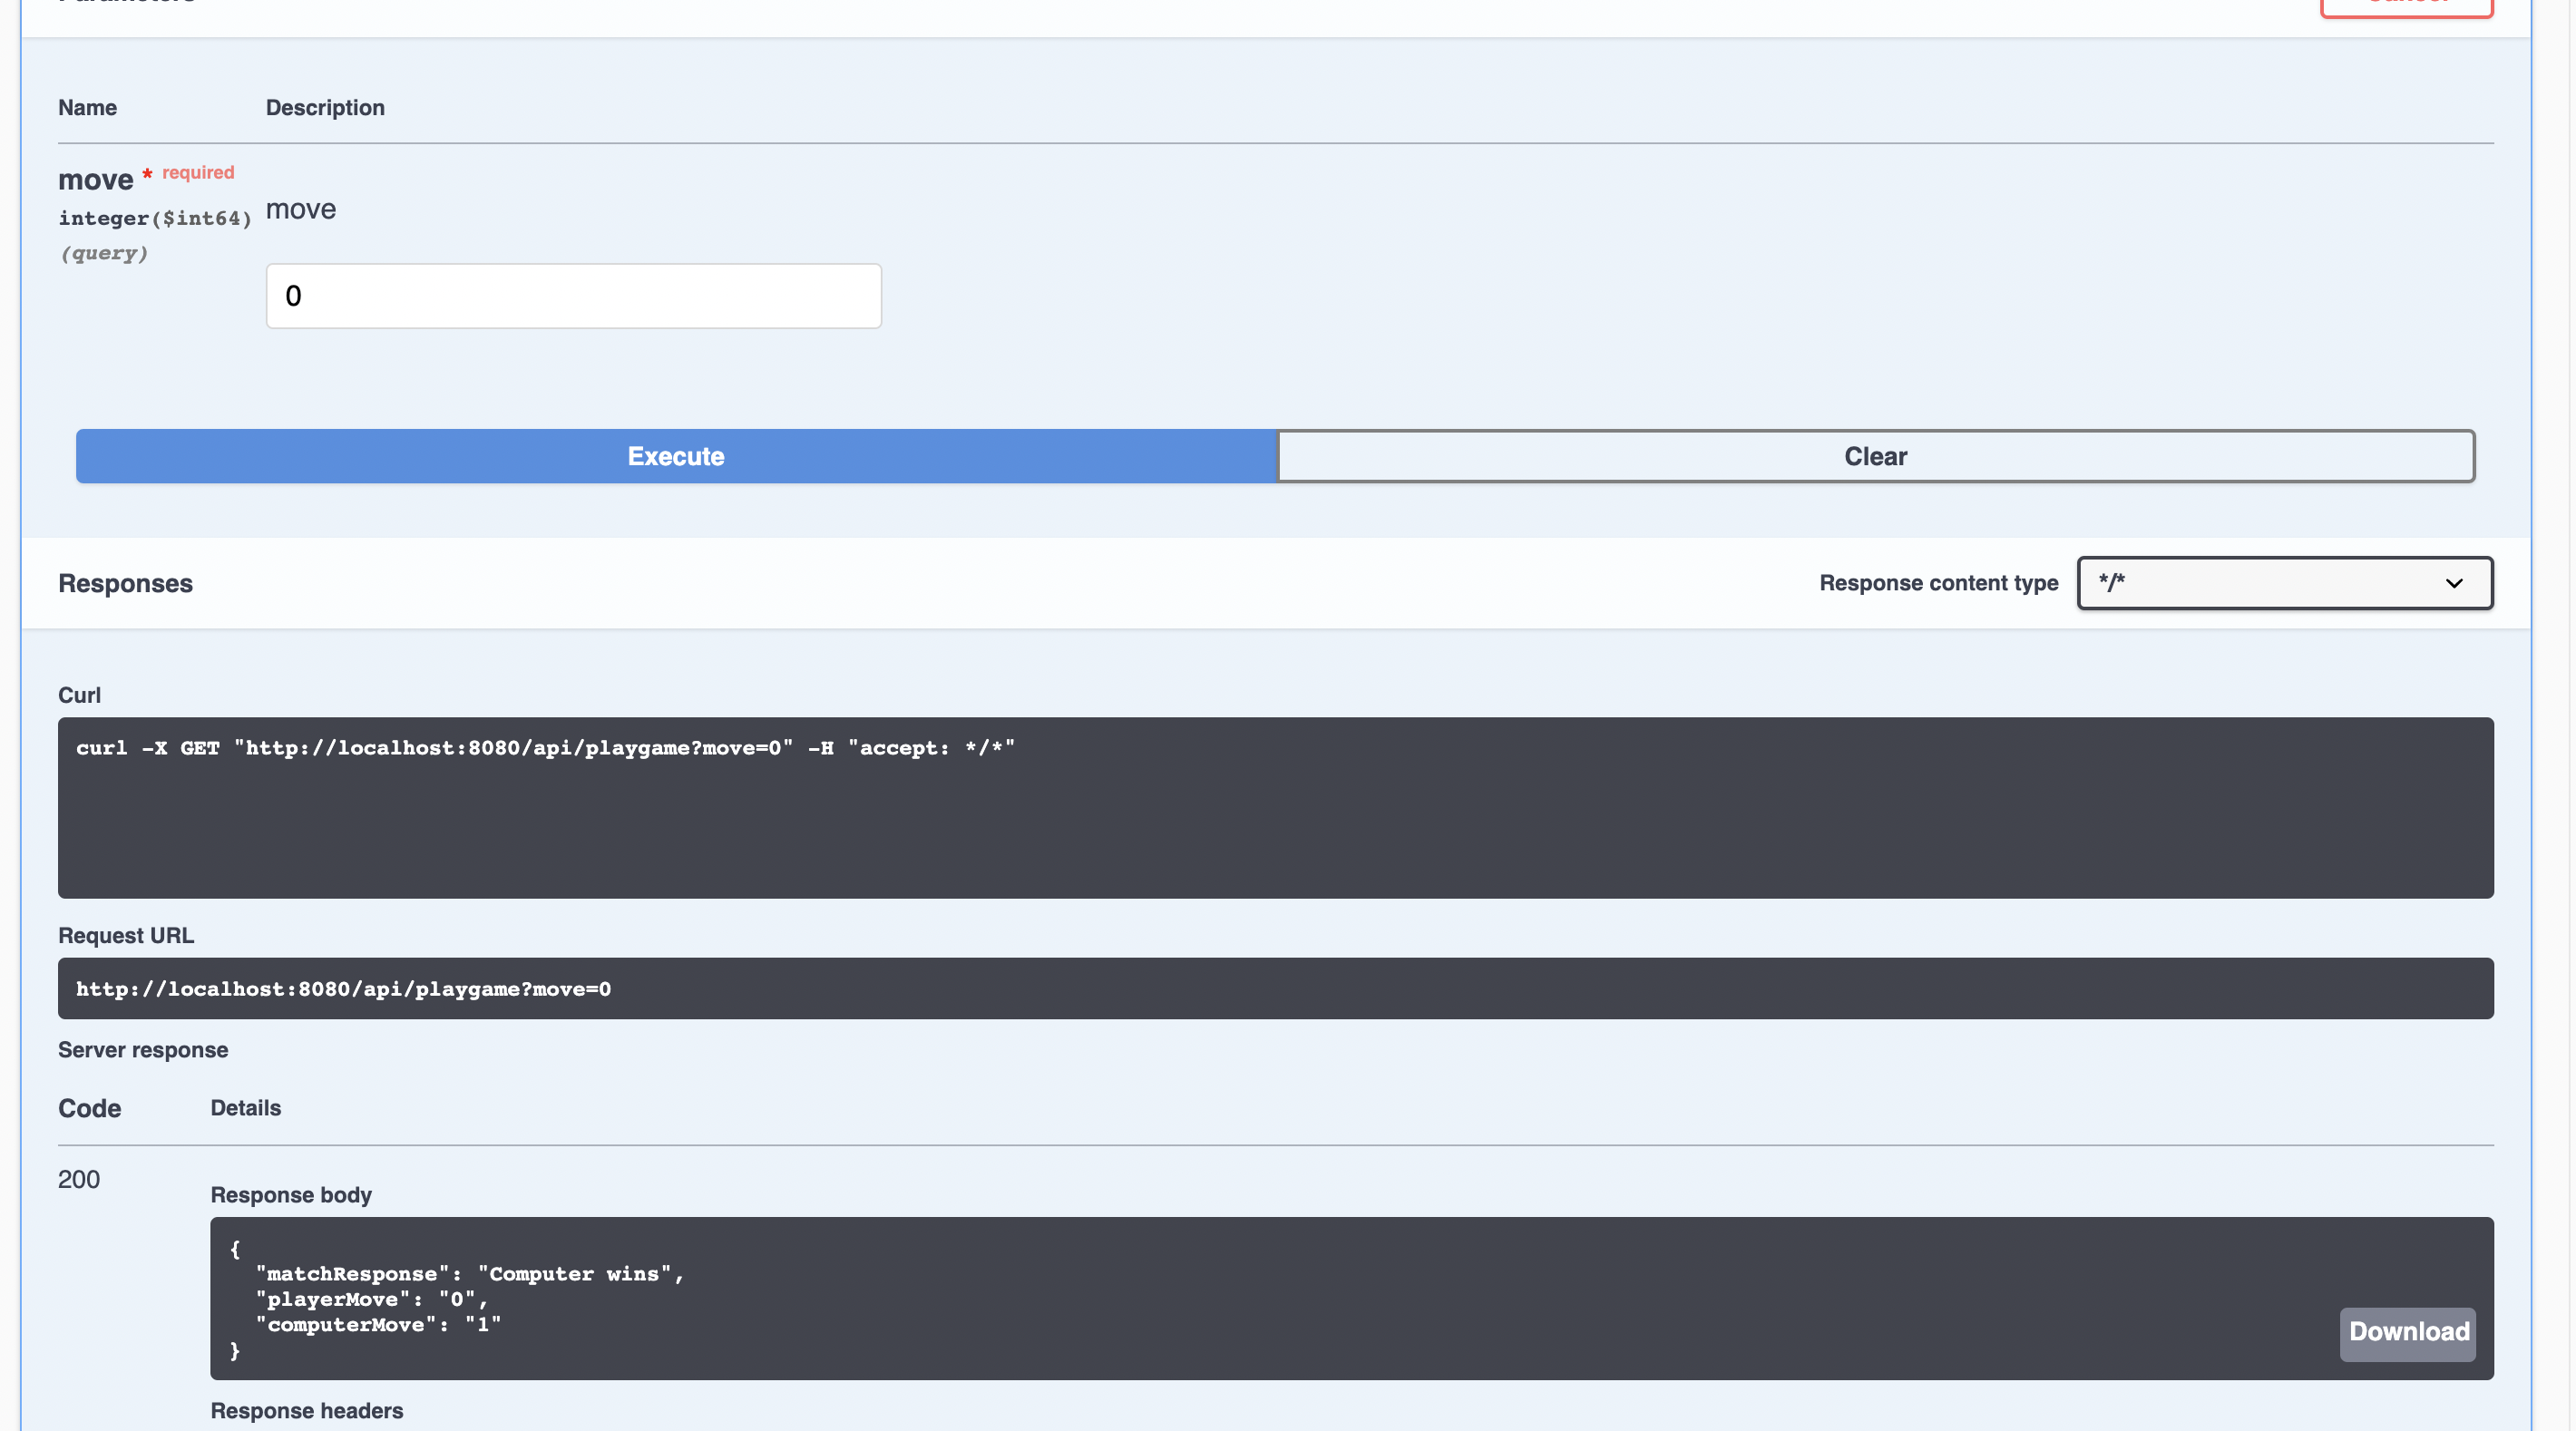 Parameters
Cancel
Name Description
move * required
integer($int64)
(query)
move
0
Execute Clear
Responses Response content type */*
Curl
curl -X GET "http://localhost:8080/api/playgame?move=0" -H "accept: */*"
Request URL
http://localhost:8080/api/playgame?move=0
Server response
Code Details
200
Response body
{
"matchResponse": "Computer wins",
"playerMove": "0",
"computerMove": "1"
}
Download
Response headers